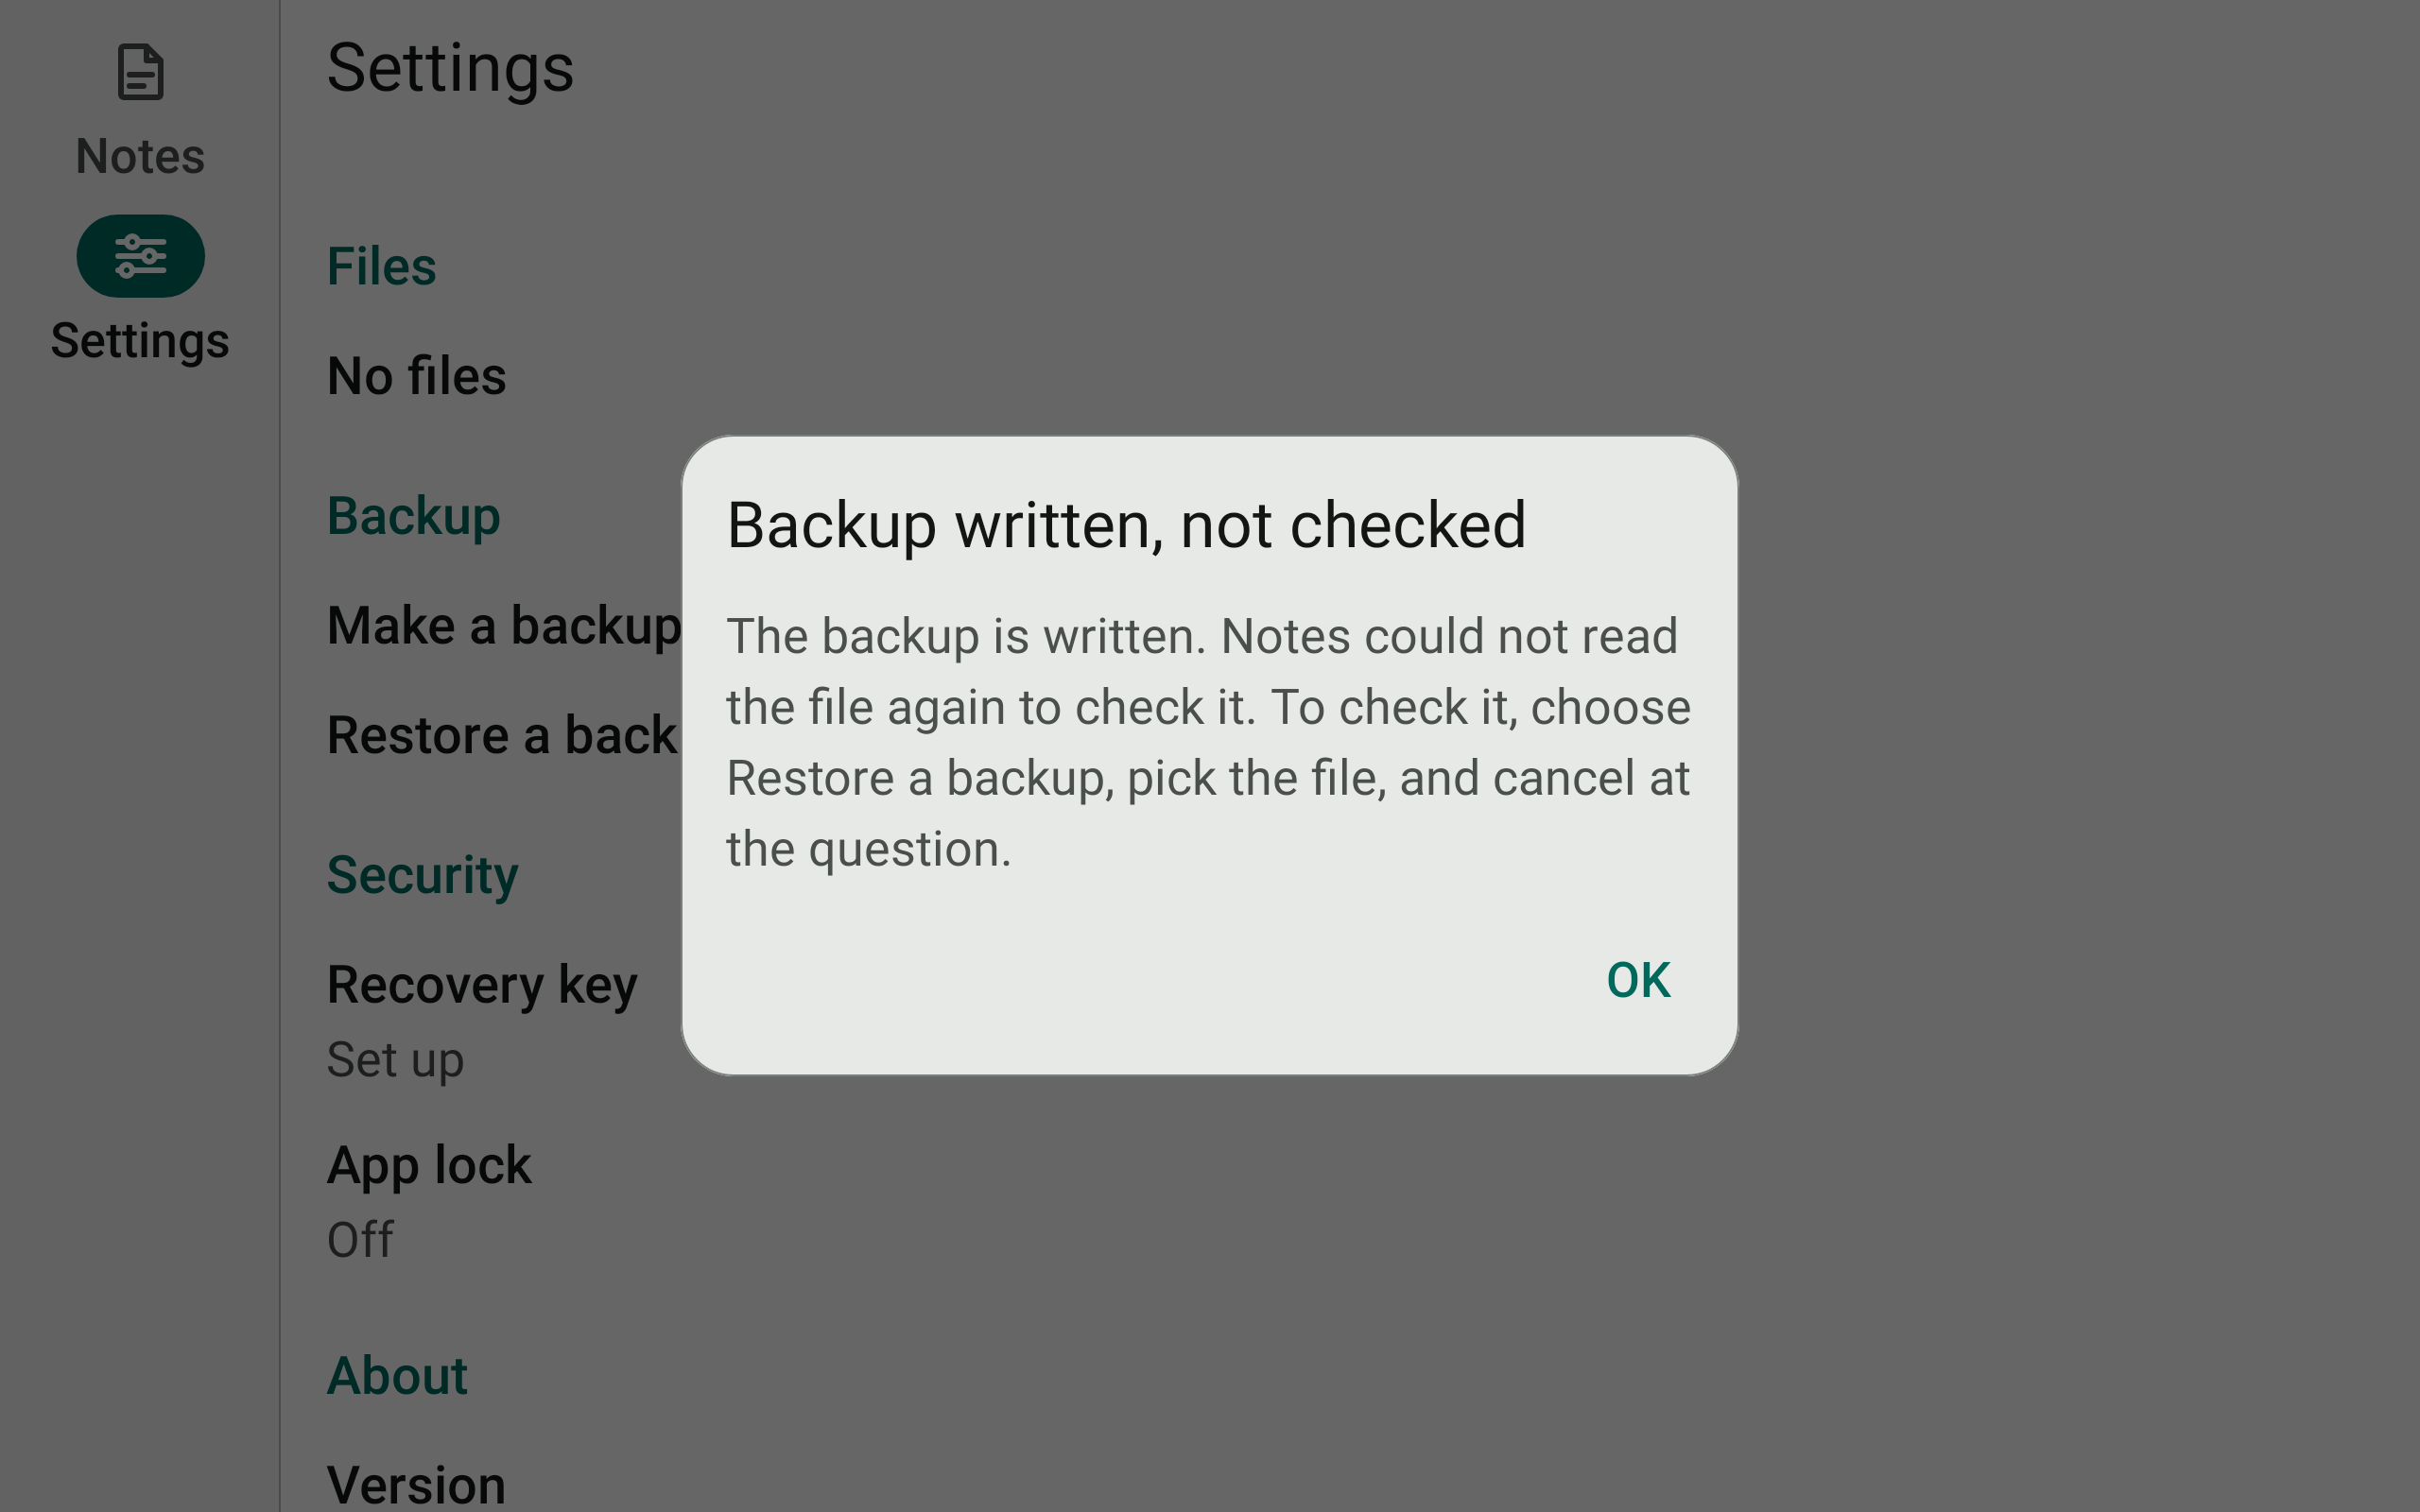 Notes
Settings
Settings
Files
No files
Backup
Make a backup
Restore a back
Security
Recovery key
Set up
App lock
Off
About
Version
Backup written, not checked
The backup is written. Notes could not read
the file again to check it. To check it, choose
Restore a backup, pick the file, and cancel at
the question.
OK